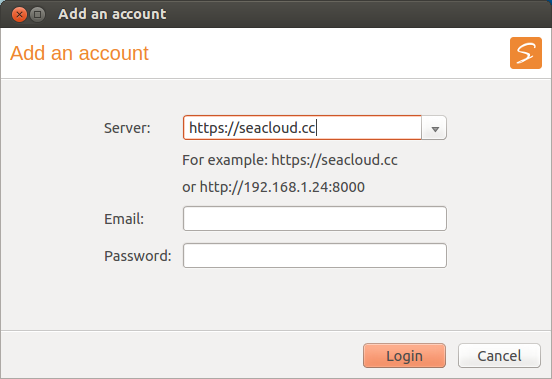 Add an account
Add an account
Server: https://seacloud.cc
For example: https://seacloud.cc
or http://192.168.1.24:8000
Email:
Password:
Login Cancel